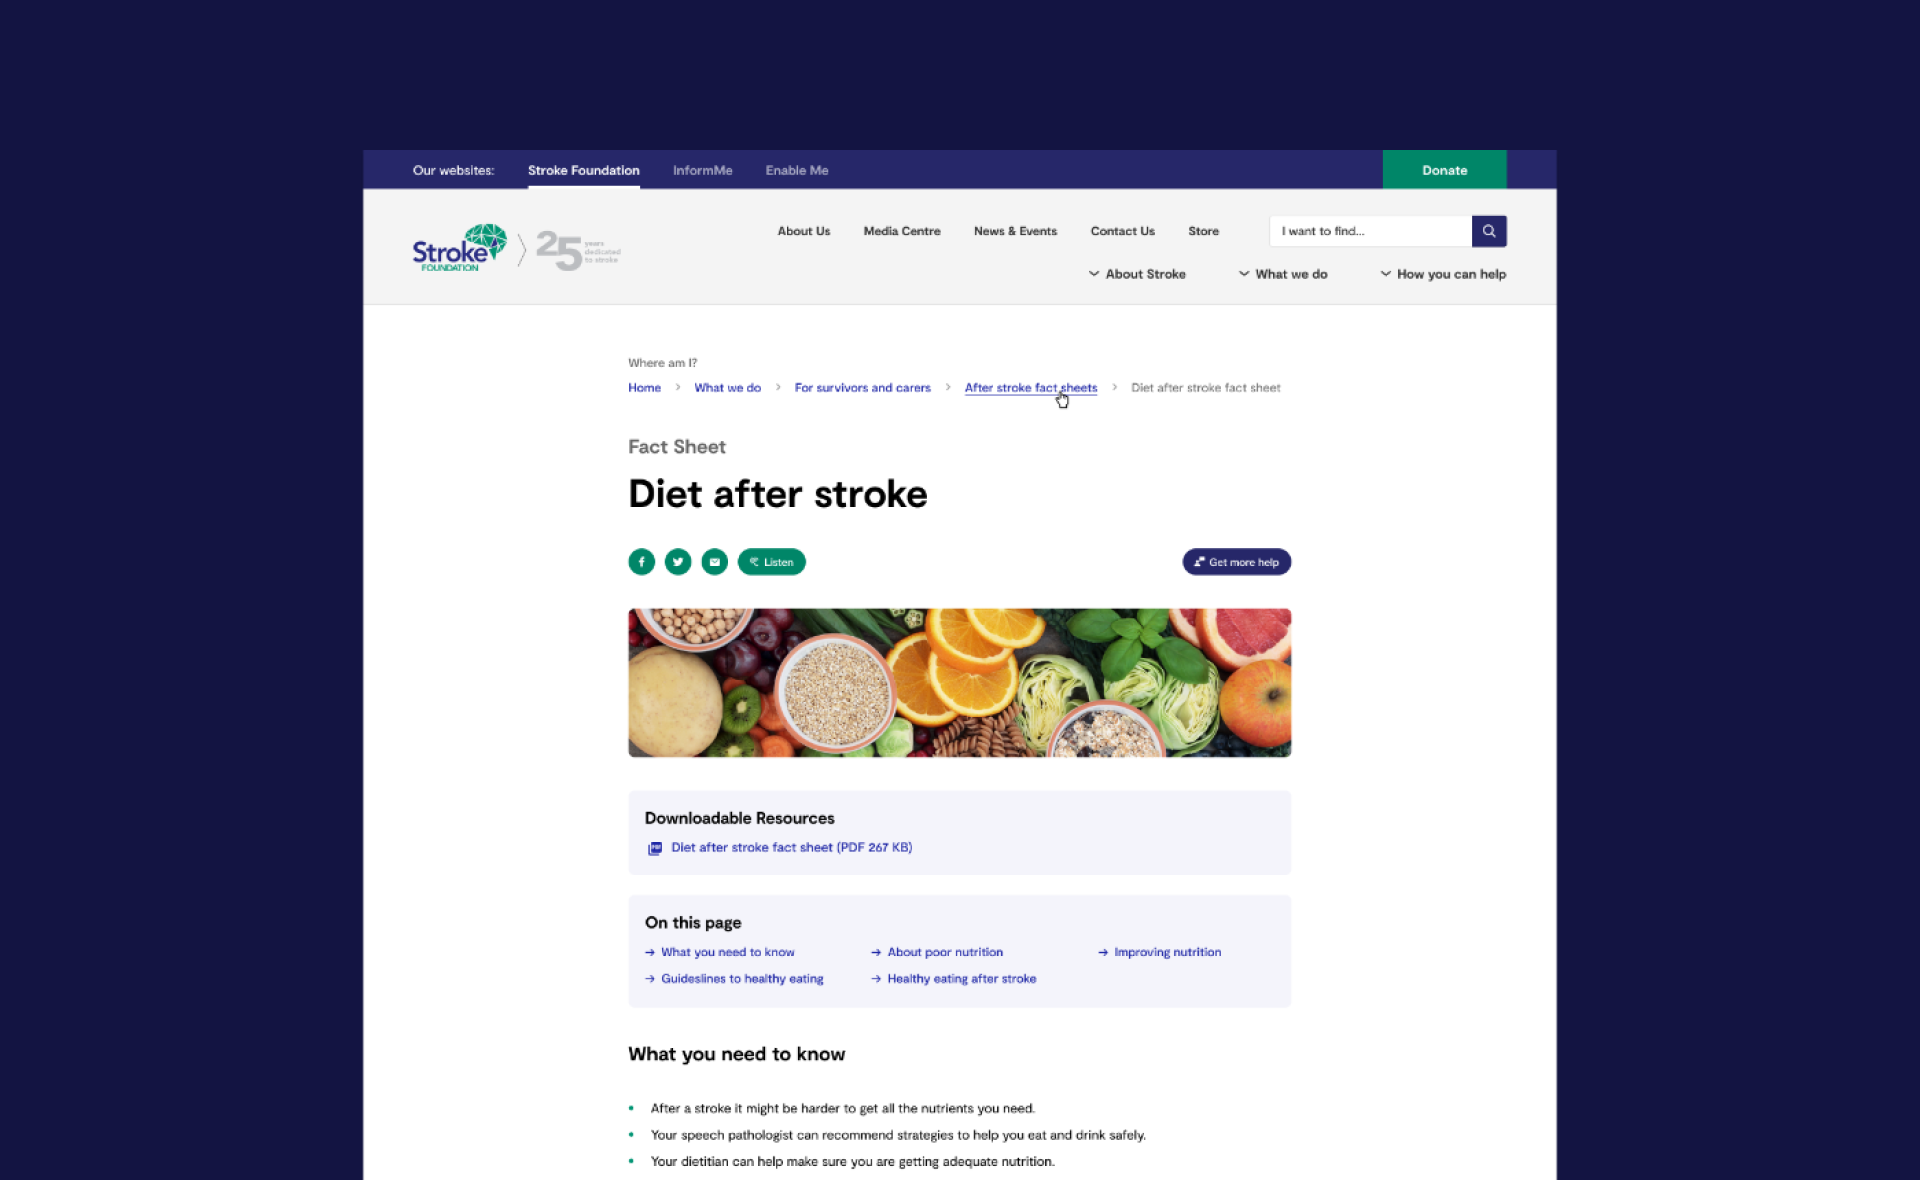 Our websites: Stroke Foundation InformMe Enable Me Donate
Stroke FOUNDATION 25 years dedicated to stroke
About Us Media Centre News & Events Contact Us Store I want to find...
About Stroke What we do How you can help
Where am I?
Home > What we do > For survivors and carers > After stroke fact sheets > Diet after stroke fact sheet
Fact Sheet
Diet after stroke
Listen Get more help
Downloadable Resources
Diet after stroke fact sheet (PDF 267 KB)
On this page
→ What you need to know → About poor nutrition → Improving nutrition
→ Guideslines to healthy eating → Healthy eating after stroke
What you need to know
• After a stroke it might be harder to get all the nutrients you need.
• Your speech pathologist can recommend strategies to help you eat and drink safely.
• Your dietitian can help make sure you are getting adequate nutrition.